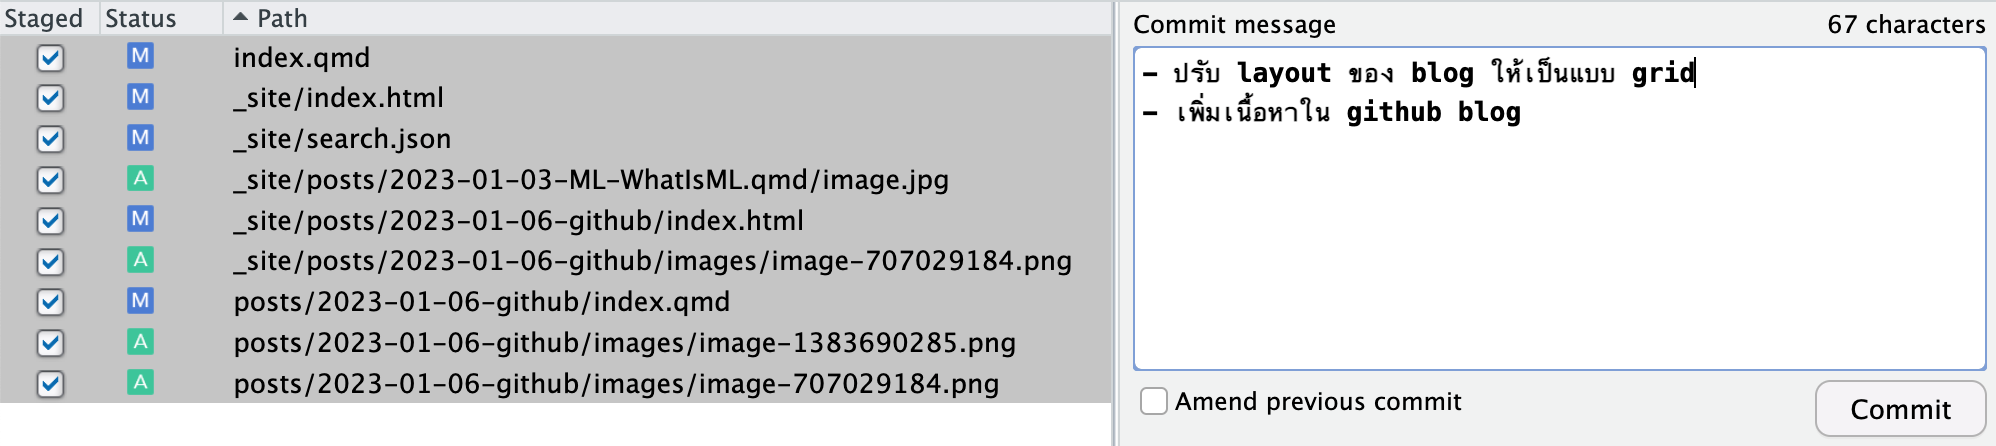 Staged Status Path
M index.qmd
M _site/index.html
M _site/search.json
A _site/posts/2023-01-03-ML-WhatIsML.qmd/image.jpg
M _site/posts/2023-01-06-github/index.html
A _site/posts/2023-01-06-github/images/image-707029184.png
M posts/2023-01-06-github/index.qmd
A posts/2023-01-06-github/images/image-1383690285.png
A posts/2023-01-06-github/images/image-707029184.png
Commit message 67 characters
- ปรับ layout ของ blog ให้เป็นแบบ grid
- เพิ่มเนื้อหาใน github blog
Amend previous commit Commit